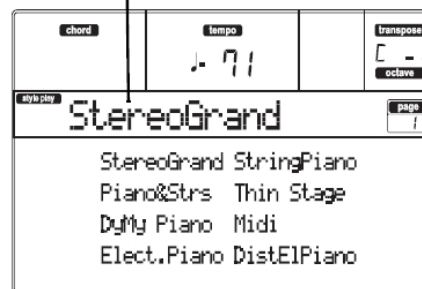 chord tempo transpose
♩- 71 C -
octave
style play StereoGrand page
1
StereoGrand StringPiano
Piano&Strs Thin Stage
DyMy Piano Midi
Elect.Piano DistElPiano